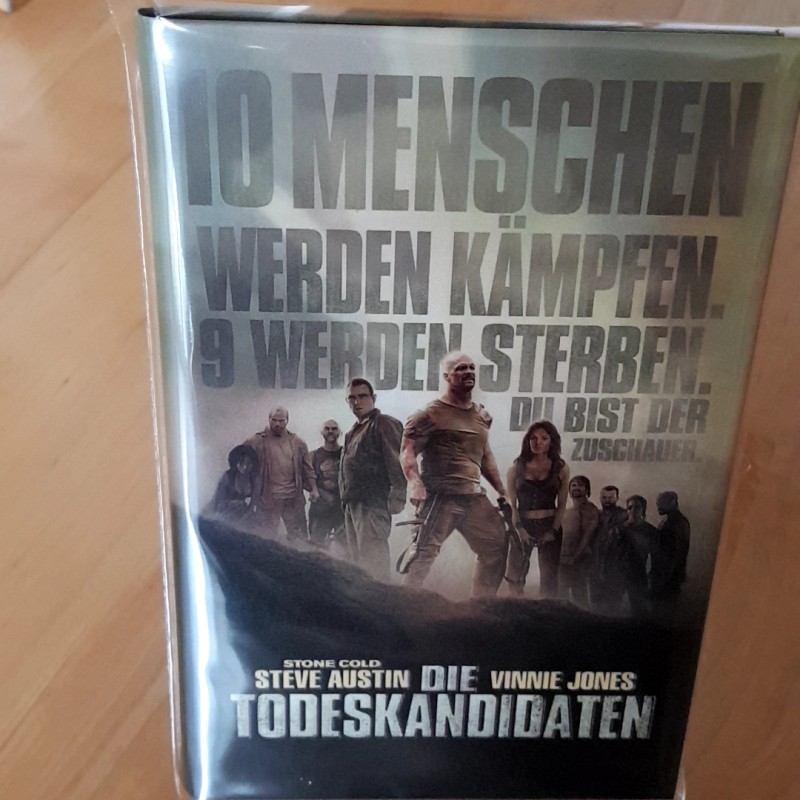 10 MENSCHEN
WERDEN KÄMPFEN.
9 WERDEN STERBEN.
DU BIST DER
ZUSCHAUER.
STONE COLD
STEVE AUSTIN DIE VINNIE JONES
TODESKANDIDATEN